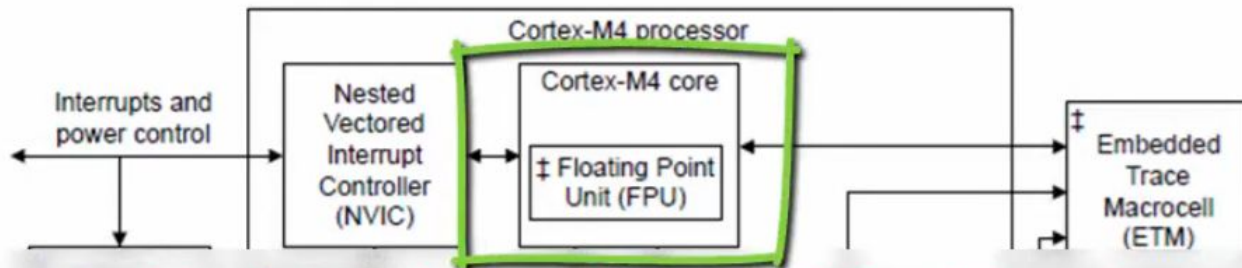 Cortex-M4 processor
Interrupts and
power control
Nested
Vectored
Interrupt
Controller
(NVIC)
Cortex-M4 core
‡ Floating Point
Unit (FPU)
‡
Embedded
Trace
Macrocell
(ETM)